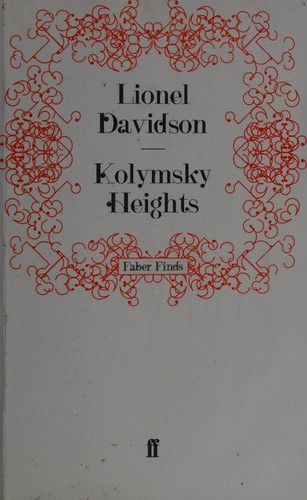 Lionel
Davidson
Kolymsky
Heights
Faber Finds
ff